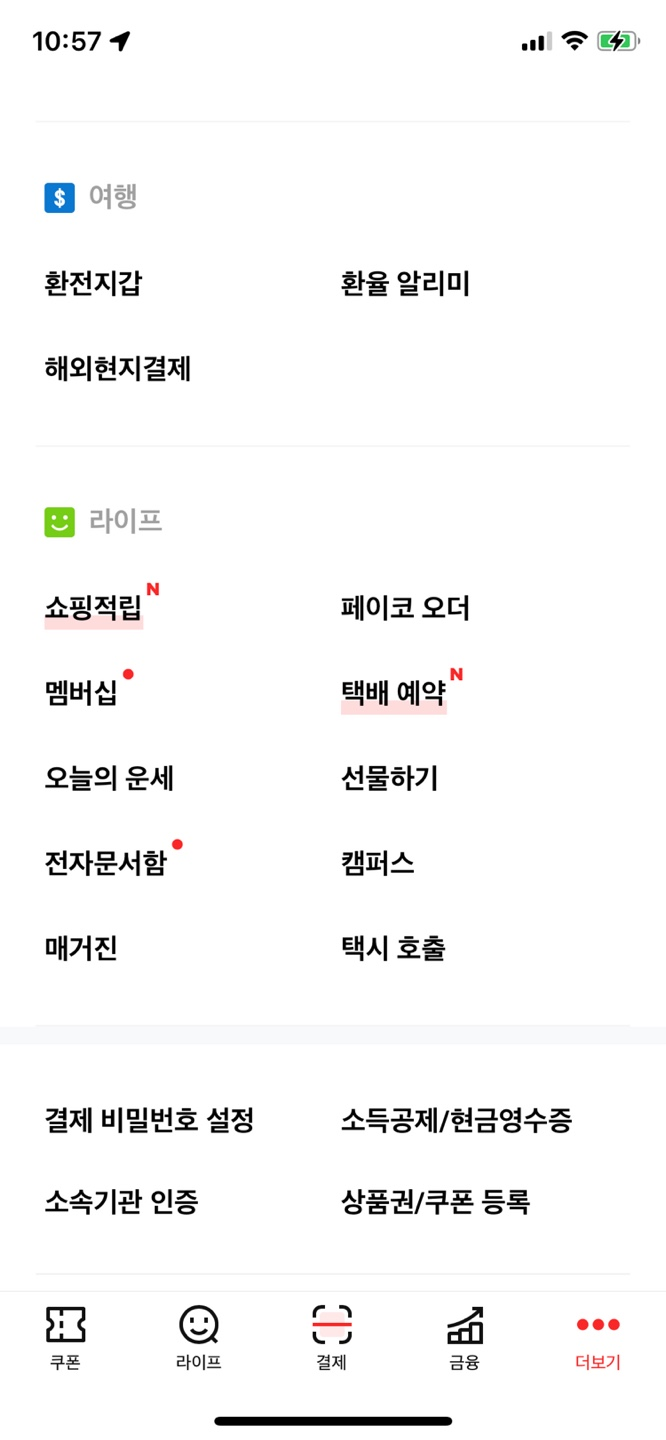 10:57
$ 여행
환전지갑 환율 알리미
해외현지결제
라이프
쇼핑적립 N 페이코 오더
멤버십 택배 예약 N
오늘의 운세 선물하기
전자문서함 캠퍼스
매거진 택시 호출
결제 비밀번호 설정 소득공제/현금영수증
소속기관 인증 상품권/쿠폰 등록
쿠폰 라이프 결제 금융 더보기